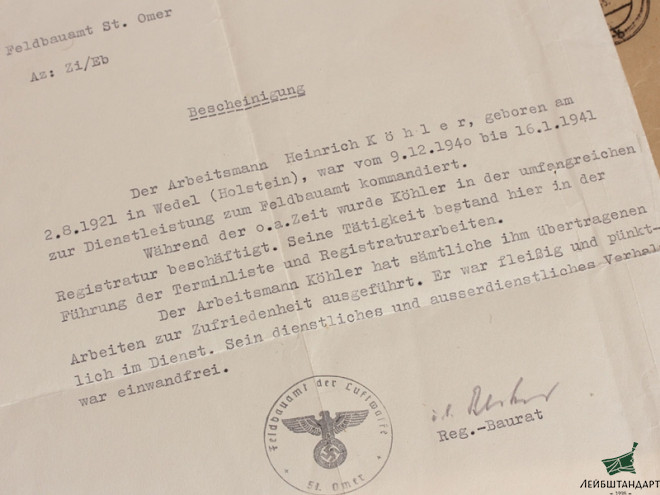 Feldbauamt St. Omer
Az: Zi/Eb
Bescheinigung
Der Arbeitsmann Heinrich K ö h l e r, geboren am
2.8.1921 in Wedel (Holstein), war vom 9.12.1940 bis 16.1.1941
zur Dienstleistung zum Feldbauamt kommandiert.
Während der o.a.Zeit wurde Köhler in der umfangreichen
Registratur beschäftigt. Seine Tätigkeit bestand hier in der
Führung der Terminliste und Registraturarbeiten.
Der Arbeitsmann Köhler hat sämtliche ihm übertragenen
Arbeiten zur Zufriedenheit ausgeführt. Er war fleißig und pünkt-
lich im Dienst. Sein dienstliches und ausserdienstliches Verhal
war einwandfrei.
Feldbauamt der Luftwaffe
St. Omer
Reg.-Baurat
ЛЕЙБШТАНДАРТ
1998